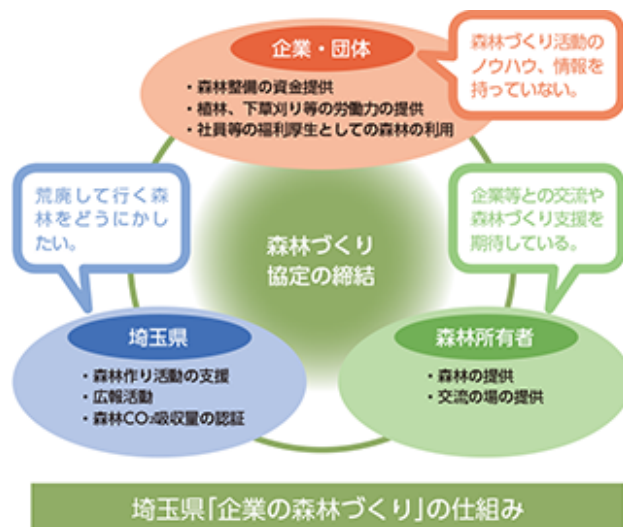 企業・団体
・森林整備の資金提供
・植林、下草刈り等の労働力の提供
・社員等の福利厚生としての森林の利用
森林づくり活動の
ノウハウ、情報を
持っていない。
荒廃して行く森
林をどうにかし
たい。
企業等との交流や
森林づくり支援を
期待している。
森林づくり
協定の締結
埼玉県
・森林作り活動の支援
・広報活動
・森林CO₂吸収量の認証
森林所有者
・森林の提供
・交流の場の提供
埼玉県「企業の森林づくり」の仕組み